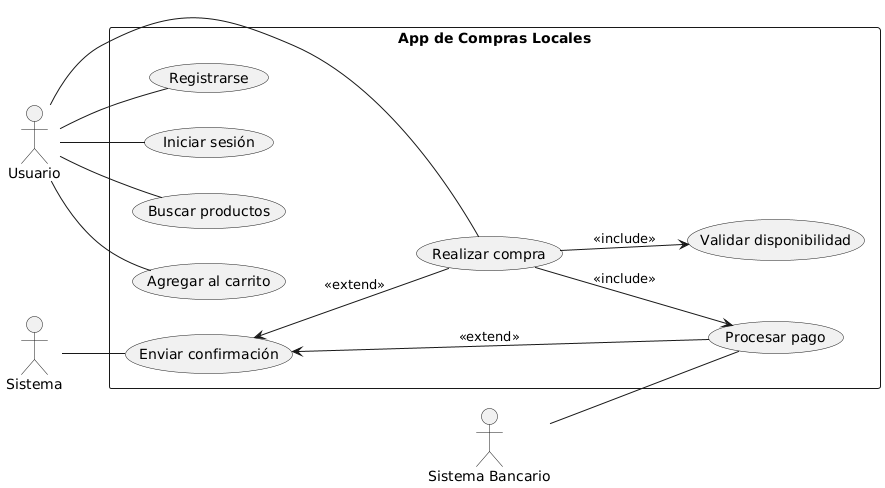 App de Compras Locales
Registrarse
Iniciar sesión
Usuario
Buscar productos
«include»
Validar disponibilidad
Realizar compra
Agregar al carrito
«extend»
«include»
«extend»
Procesar pago
Enviar confirmación
Sistema
Sistema Bancario